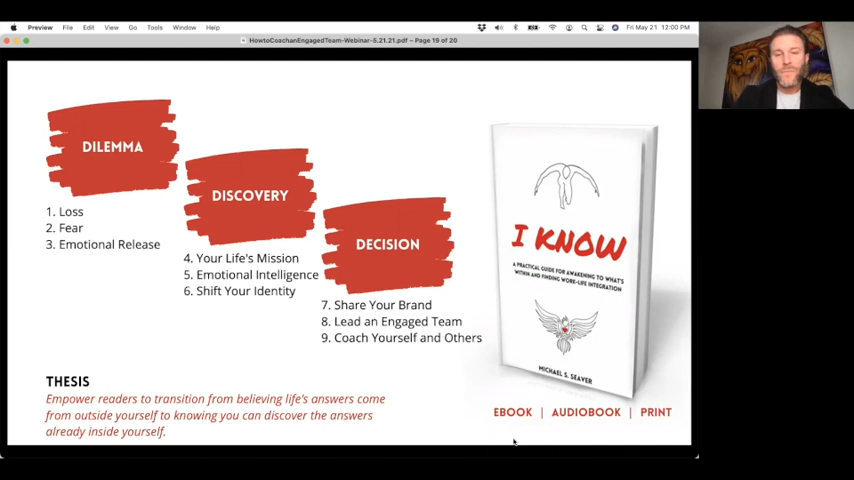 Preview File Edit View Go Tools Window Help
Fri May 21 12:00 PM
HowtoCoachanEngagedTeam-Webinar-5.21.21.pdf – Page 19 of 20
DILEMMA
1. Loss
2. Fear
3. Emotional Release
DISCOVERY
4. Your Life's Mission
5. Emotional Intelligence
6. Shift Your Identity
DECISION
7. Share Your Brand
8. Lead an Engaged Team
9. Coach Yourself and Others
I KNOW
A PRACTICAL GUIDE FOR AWAKENING TO WHAT'S
WITHIN AND FINDING WORK-LIFE INTEGRATION
MICHAEL S. SEAVER
EBOOK | AUDIOBOOK | PRINT
THESIS
Empower readers to transition from believing life's answers come
from outside yourself to knowing you can discover the answers
already inside yourself.